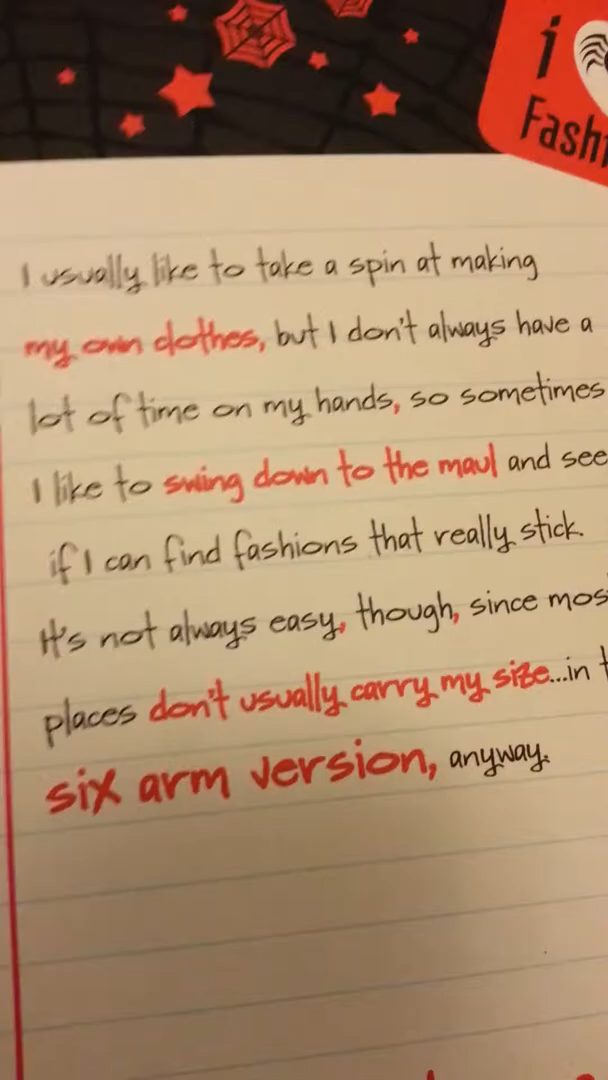 i
Fash
I usually like to take a spin at making
my own clothes, but I don't always have a
lot of time on my hands, so sometimes
I like to swing down to the maul and see
if I can find fashions that really stick.
It's not always easy, though, since mos
places don't usually carry my size...in t
six arm version, anyway.